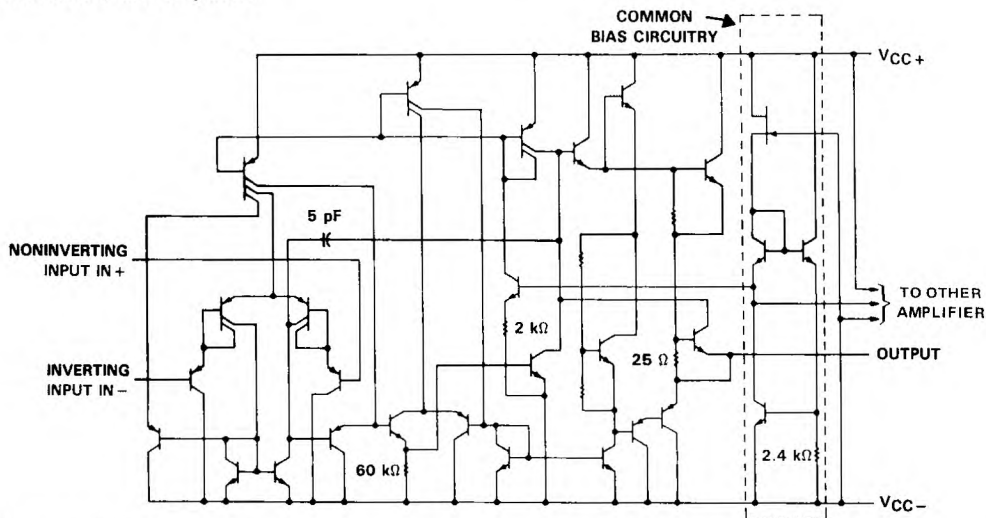 COMMON
BIAS CIRCUITRY
VCC+
5 pF
NONINVERTING
INPUT IN +
TO OTHER
AMPLIFIER
2 kΩ
OUTPUT
25 Ω
INVERTING
INPUT IN −
60 kΩ
2.4 kΩ
VCC−